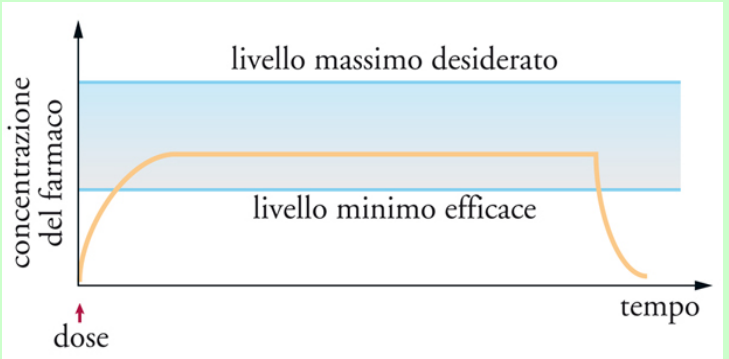 livello massimo desiderato
concentrazione
del farmaco
livello minimo efficace
tempo
dose